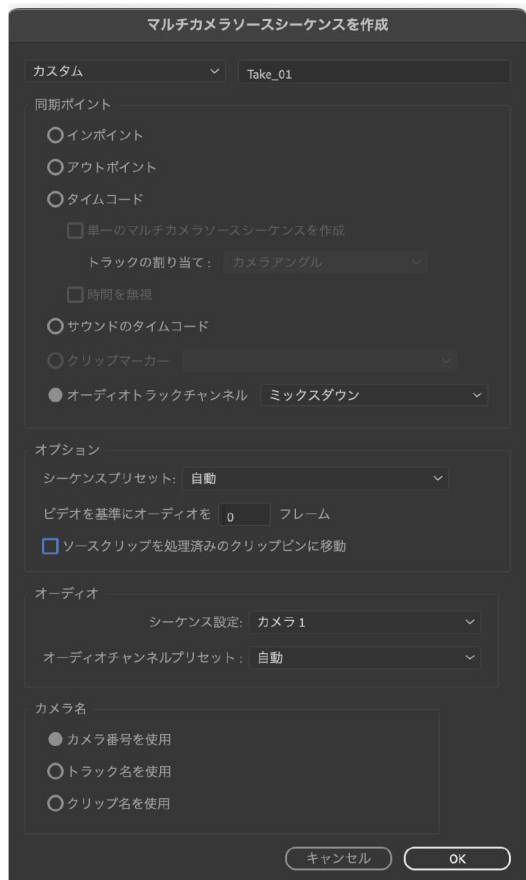 マルチカメラソースシーケンスを作成
カスタム Take_01
同期ポイント
インポイント
アウトポイント
タイムコード
単一のマルチカメラソースシーケンスを作成
トラックの割り当て: カメラアングル
時間を無視
サウンドのタイムコード
クリップマーカー
オーディオトラックチャンネル ミックスダウン
オプション
シーケンスプリセット: 自動
ビデオを基準にオーディオを 0 フレーム
ソースクリップを処理済みのクリップビンに移動
オーディオ
シーケンス設定: カメラ 1
オーディオチャンネルプリセット: 自動
カメラ名
カメラ番号を使用
トラック名を使用
クリップ名を使用
キャンセル OK